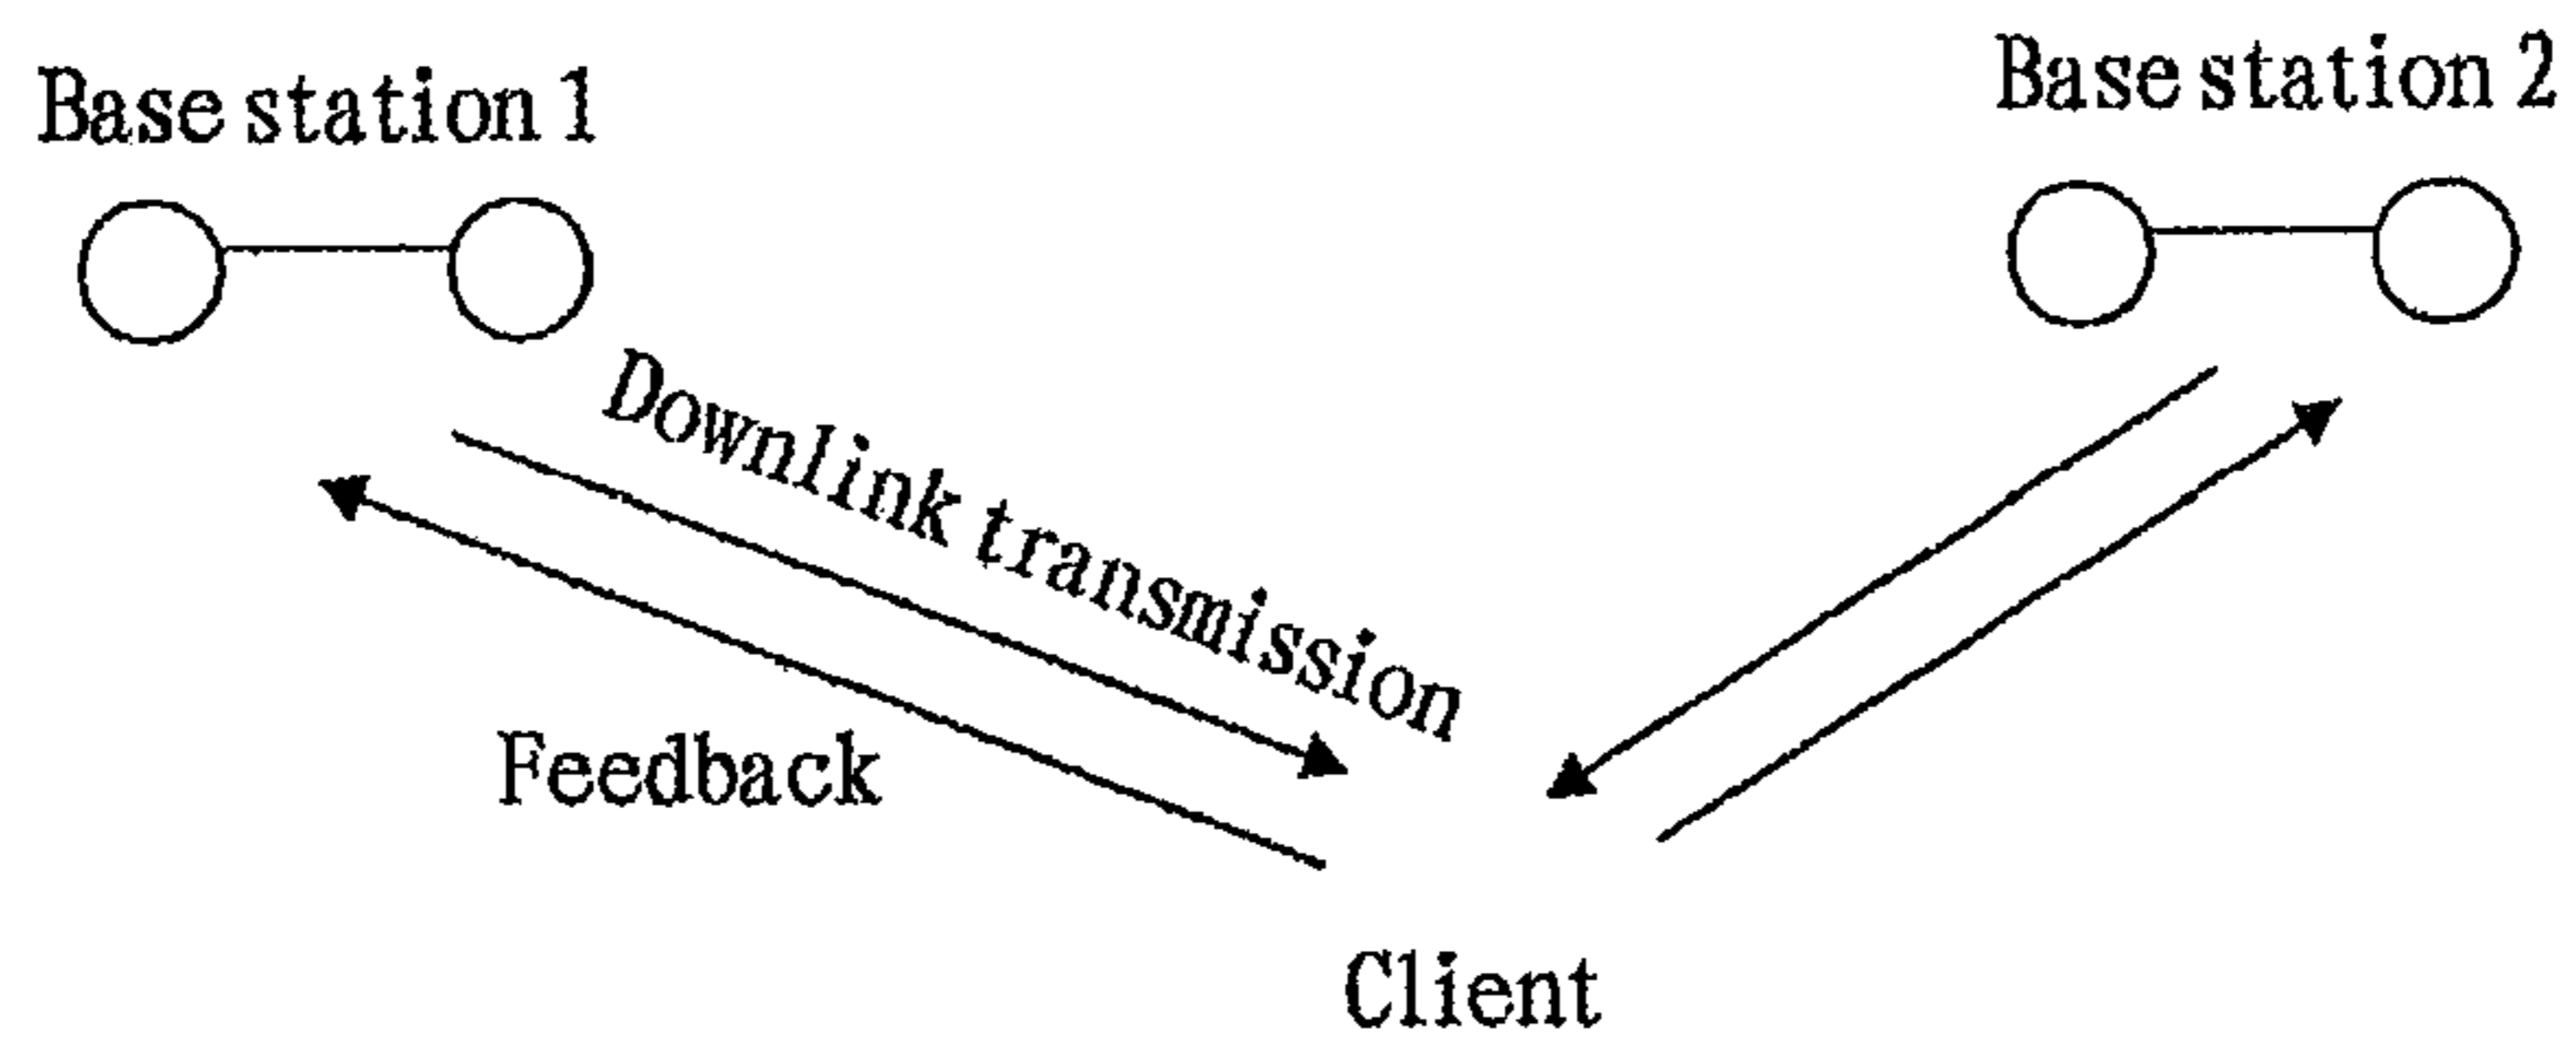 Base station 1
Base station 2
Downlink transmission
Feedback
Client